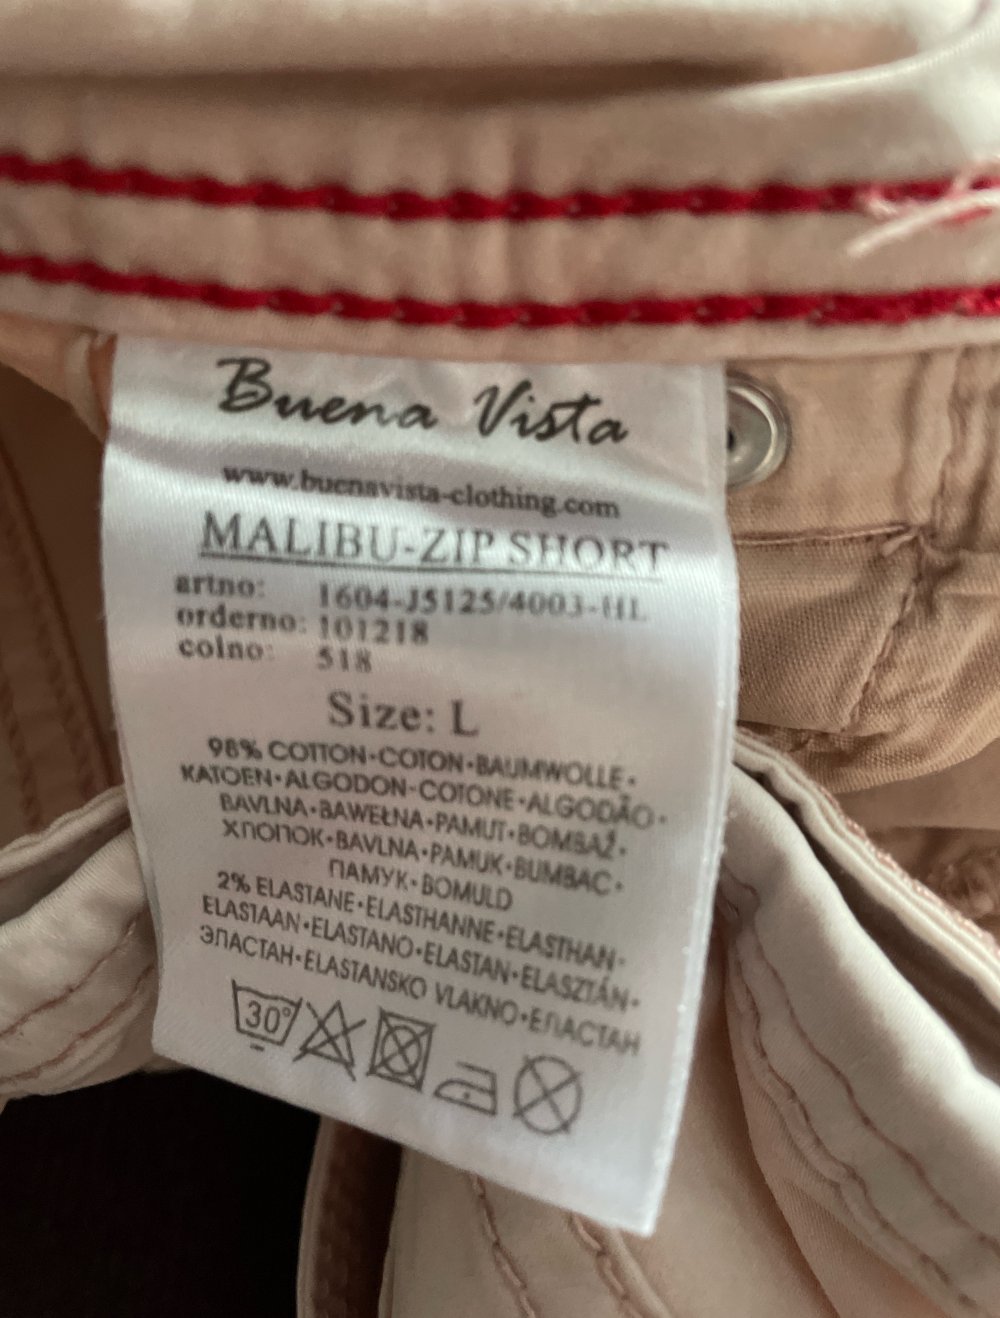 Buena Vista
www.buenavista-clothing.com
MALIBU-ZIP SHORT
artno: 1604-J5125/4003-HL
orderno: 101218
colno: 518
Size: L
98% COTTON·COTON·BAUMWOLLE·
KATOEN·ALGODON·COTONE·ALGODÃO·
BAVLNA·BAWEŁNA·PAMUT·BOMBAŽ·
ХЛОПОК·BAVLNA·PAMUK·BUMBAC·
ПАМУК·BOMULD
2% ELASTANE·ELASTHANNE·ELASTHAN·
ELASTAAN·ELASTANO·ELASTAN·ELASZTÁN·
ЭЛАСТАН·ELASTANSKO VLAKNO·ЕЛАСТАН
30°